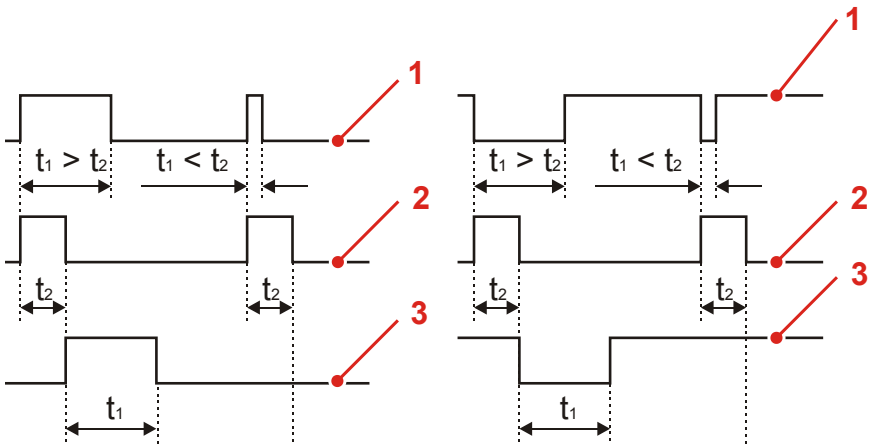 1
1
t₁ > t₂ t₁ < t₂
t₁ > t₂ t₁ < t₂
2
2
t₂ t₂
t₂ t₂
3
3
t₁
t₁